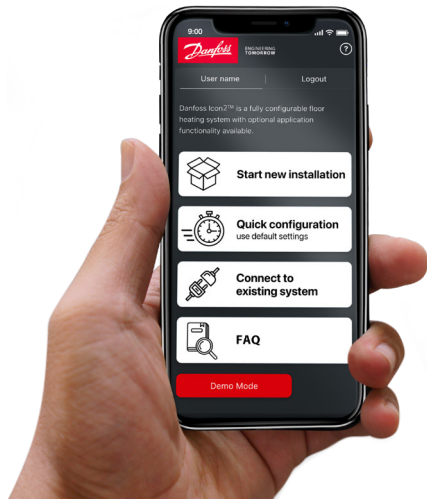 9:00
Danfoss
ENGINEERING
TOMORROW
?
User name | Logout
Danfoss Icon2™ is a fully configurable floor
heating system with optional application
functionality available.
Start new installation
Quick configuration
use default settings
Connect to
existing system
FAQ
Demo Mode